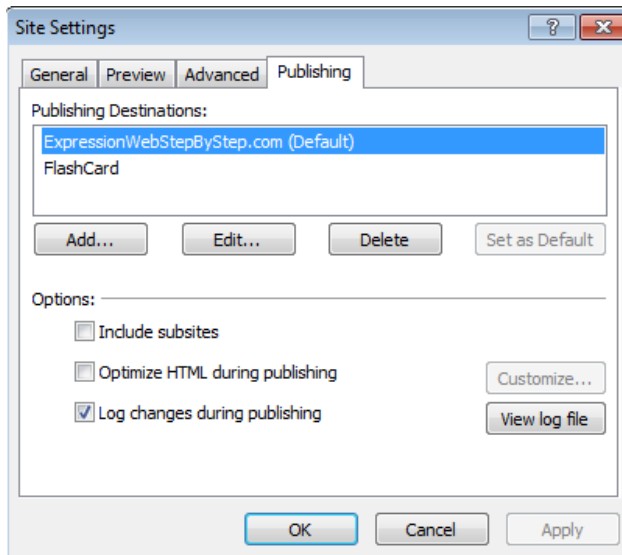 Site Settings
General Preview Advanced Publishing
Publishing Destinations:
ExpressionWebStepByStep.com (Default)
FlashCard
Add... Edit... Delete Set as Default
Options:
Include subsites
Optimize HTML during publishing
Customize...
Log changes during publishing
View log file
OK Cancel Apply